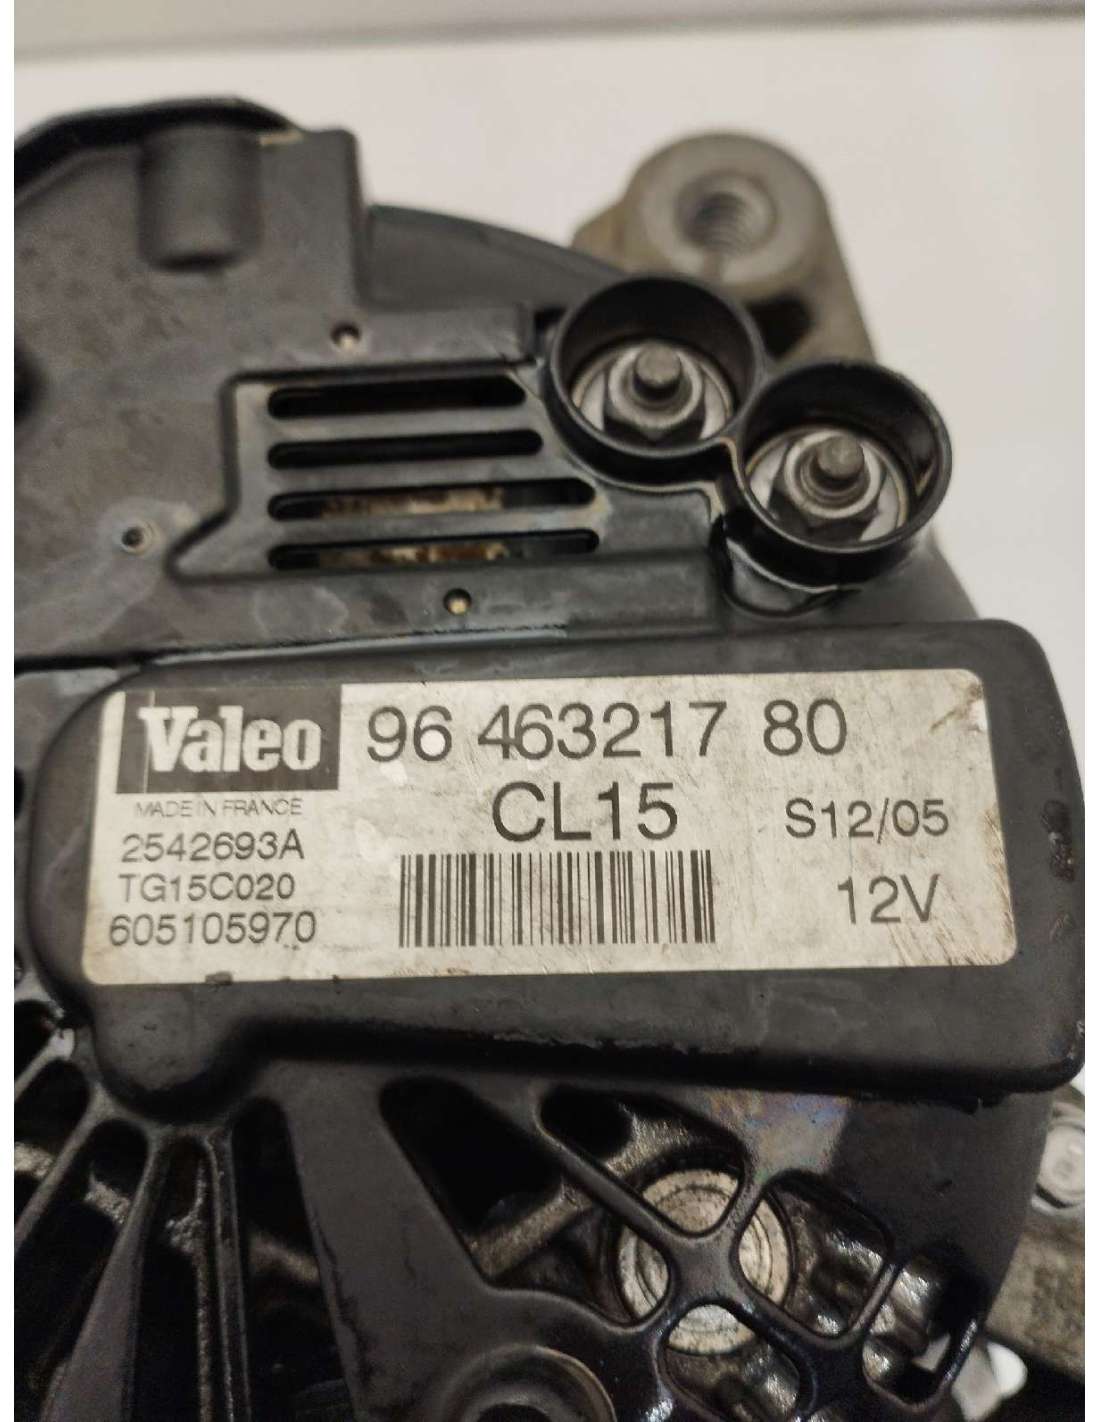 Valeo 96 463217 80
MADE IN FRANCE
CL15
S12/05
2542693A
TG15C020
605105970
12V